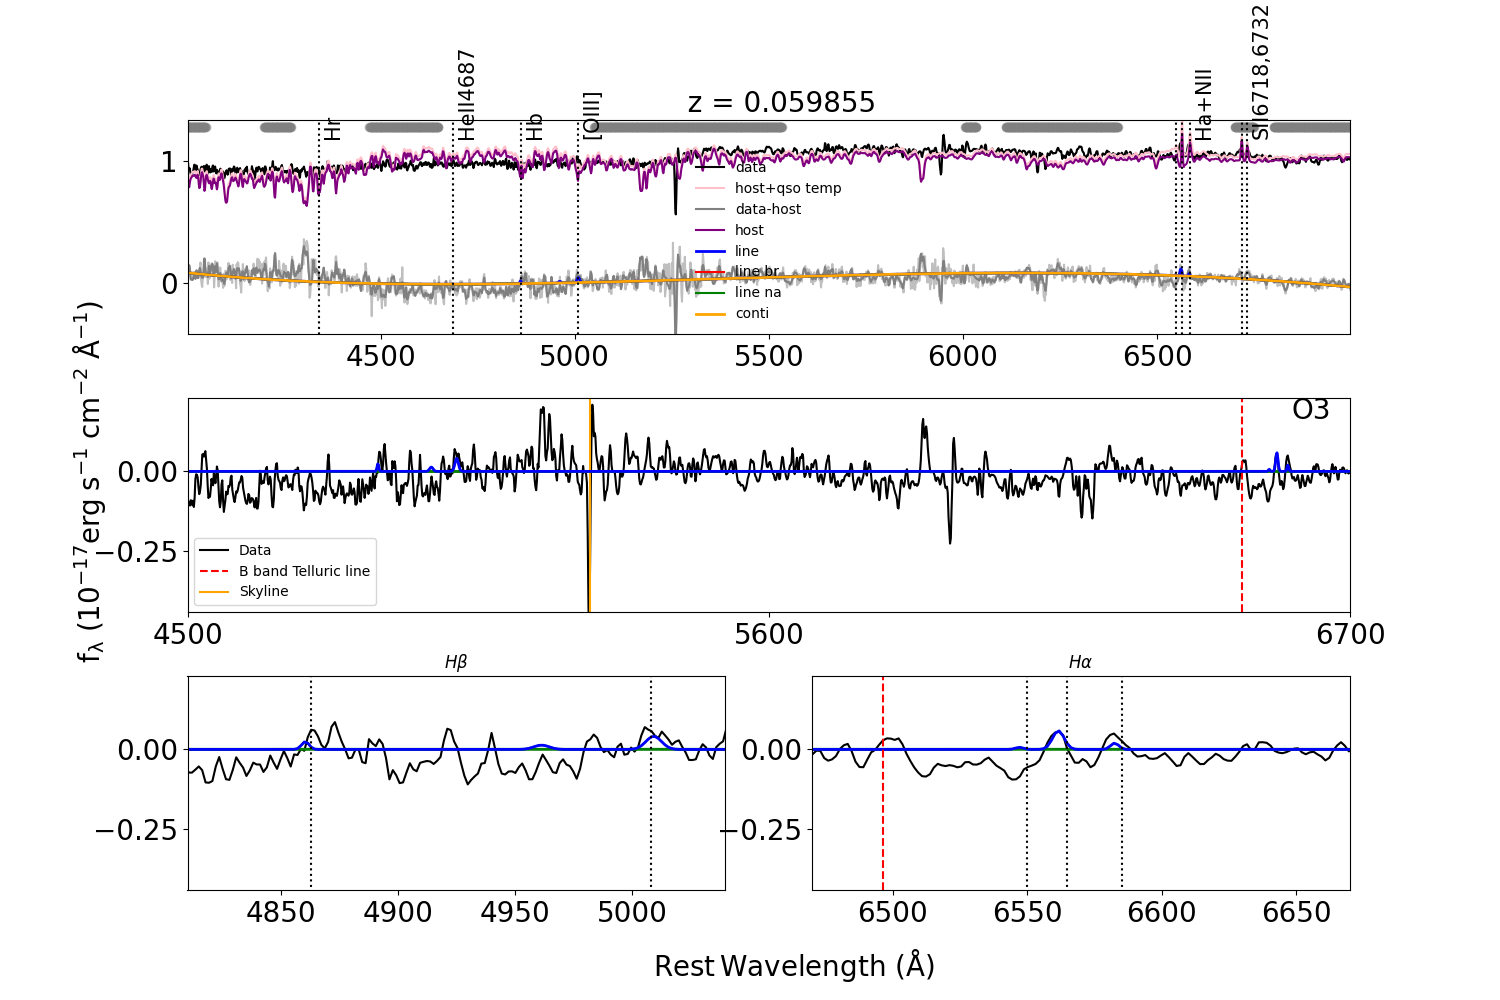 z = 0.059855
Hr
HeII4687
Hb
[OIII]
Ha+NII
SII6718,6732
1
0
data
host+qso temp
data-host
host
line
line br
line na
conti
4500 5000 5500 6000 6500
O3
0.00
−0.25
Data
B band Telluric line
Skyline
4500 5600 6700
fλ (10⁻¹⁷erg s⁻¹ cm⁻² Å⁻¹)
Hβ
0.00
−0.25
4850 4900 4950 5000
Hα
0.00
−0.25
6500 6550 6600 6650
Rest Wavelength (Å)